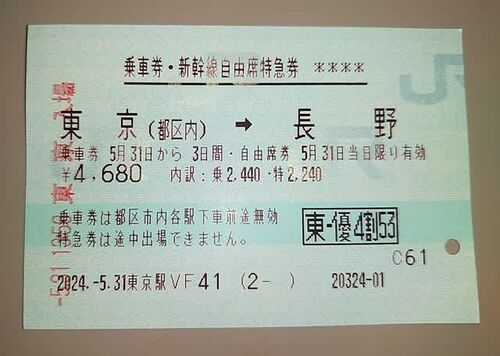 乗車券・新幹線自由席特急券 ****
東 京(都区内) → 長 野
乗車券 5月31日から 3日間・自由席券 5月31日当日限り有効
¥4,680 内訳:乗2,440・特2,240
乗車券は都区市内各駅下車前途無効
特急券は途中出場できません。
東-優4割53
C61
2024.-5.31東京駅VF41 (2- ) 20324-01
東京 入場